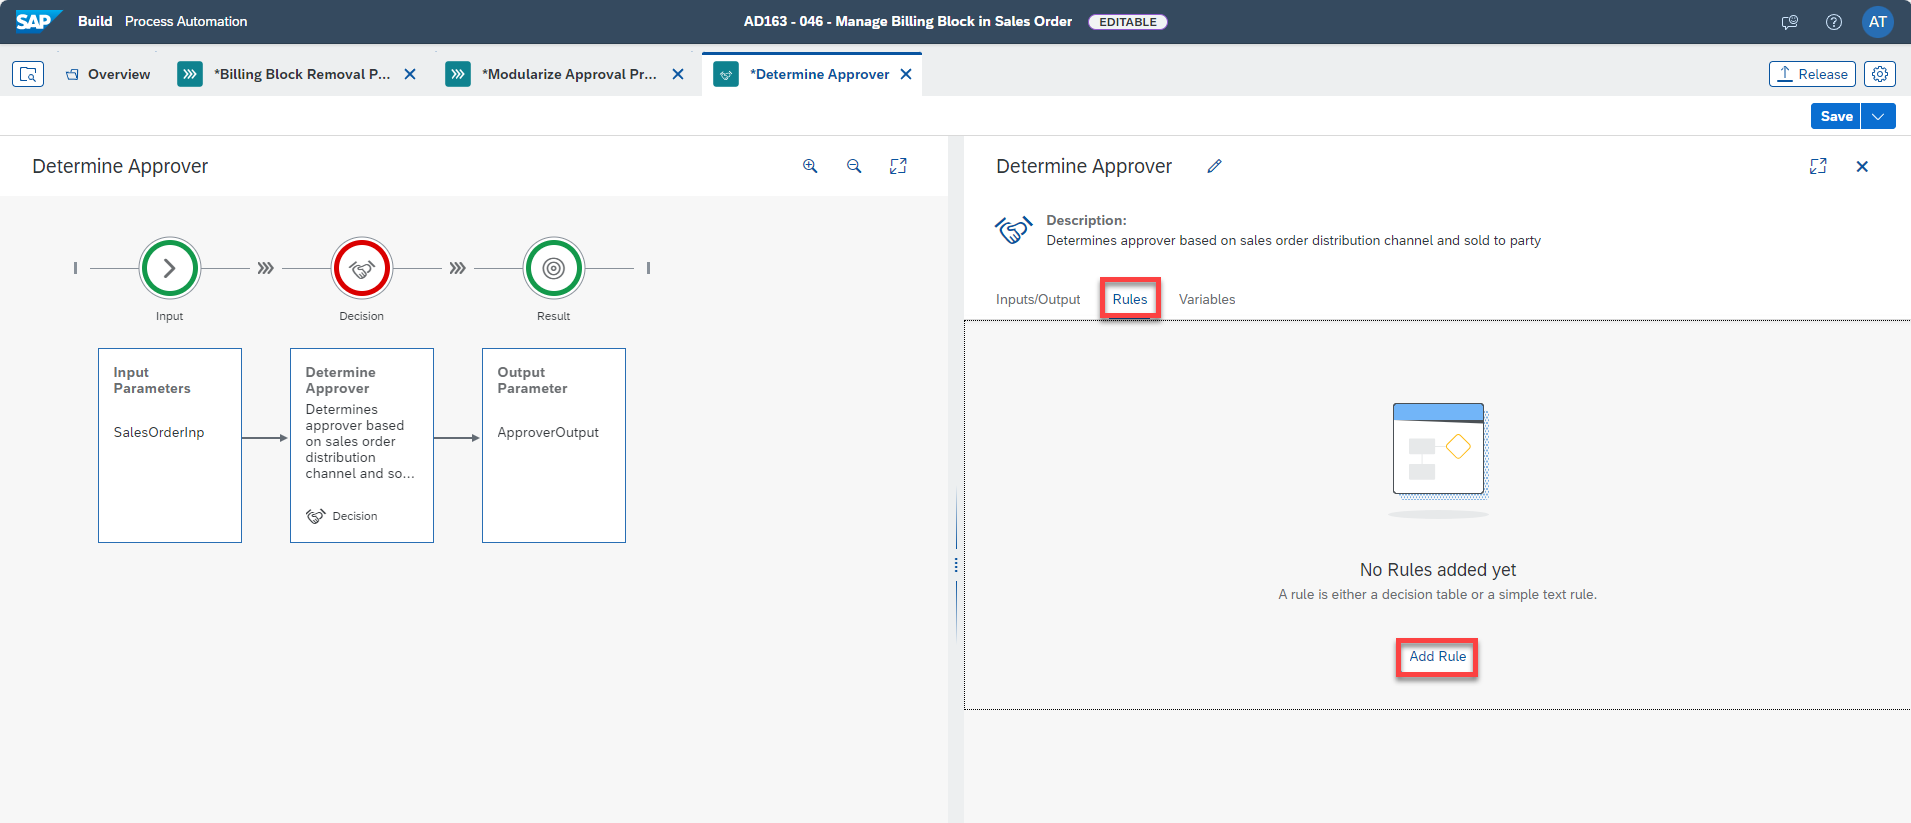 SAP Build Process Automation
AD163 - 046 - Manage Billing Block in Sales Order EDITABLE
AT
Overview
*Billing Block Removal P...
*Modularize Approval Pr...
*Determine Approver
Release
Save
Determine Approver
Input
Decision
Result
Input
Parameters
SalesOrderInp
Determine
Approver
Determines
approver based
on sales order
distribution
channel and so...
Decision
Output
Parameter
ApproverOutput
Determine Approver
Description:
Determines approver based on sales order distribution channel and sold to party
Inputs/Output
Rules
Variables
No Rules added yet
A rule is either a decision table or a simple text rule.
Add Rule